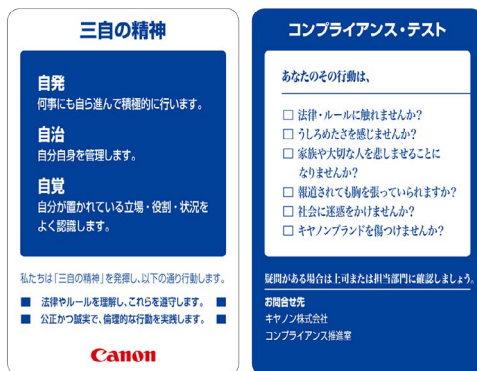 三自の精神
自発
何事にも自ら進んで積極的に行います。
自治
自分自身を管理します。
自覚
自分が置かれている立場・役割・状況を
よく認識します。
私たちは「三自の精神」を発揮し、以下の通り行動します。
■ 法律やルールを理解し、これらを遵守します。 ■
■ 公正かつ誠実で、倫理的な行動を実践します。 ■
Canon
コンプライアンス・テスト
あなたのその行動は、
□ 法律・ルールに触れませんか?
□ うしろめたさを感じませんか?
□ 家族や大切な人を悲しませることに
なりませんか?
□ 報道されても胸を張っていられますか?
□ 社会に迷惑をかけませんか?
□ キヤノンブランドを傷つけませんか?
疑問がある場合は上司または担当部門に確認しましょう。
お問合せ先
キヤノン株式会社
コンプライアンス推進室